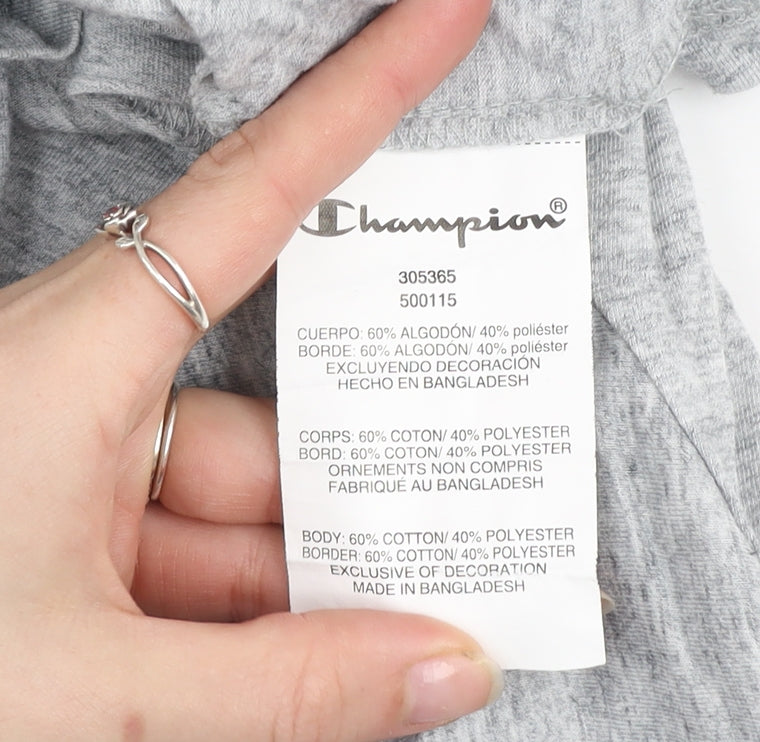 Champion®
305365
500115
CUERPO: 60% ALGODÓN/ 40% poliéster
BORDE: 60% ALGODÓN/ 40% poliéster
EXCLUYENDO DECORACIÓN
HECHO EN BANGLADESH
CORPS: 60% COTON/ 40% POLYESTER
BORD: 60% COTON/ 40% POLYESTER
ORNEMENTS NON COMPRIS
FABRIQUÉ AU BANGLADESH
BODY: 60% COTTON/ 40% POLYESTER
BORDER: 60% COTTON/ 40% POLYESTER
EXCLUSIVE OF DECORATION
MADE IN BANGLADESH